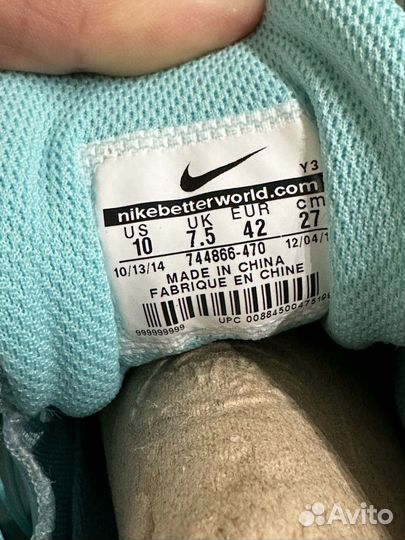 Y3
nikebetterworld.com
US UK EUR cm
10 7.5 42 27
10/13/14 744866-470 12/04/1
MADE IN CHINA
FABRIQUE EN CHINE
999999999 UPC
Avito